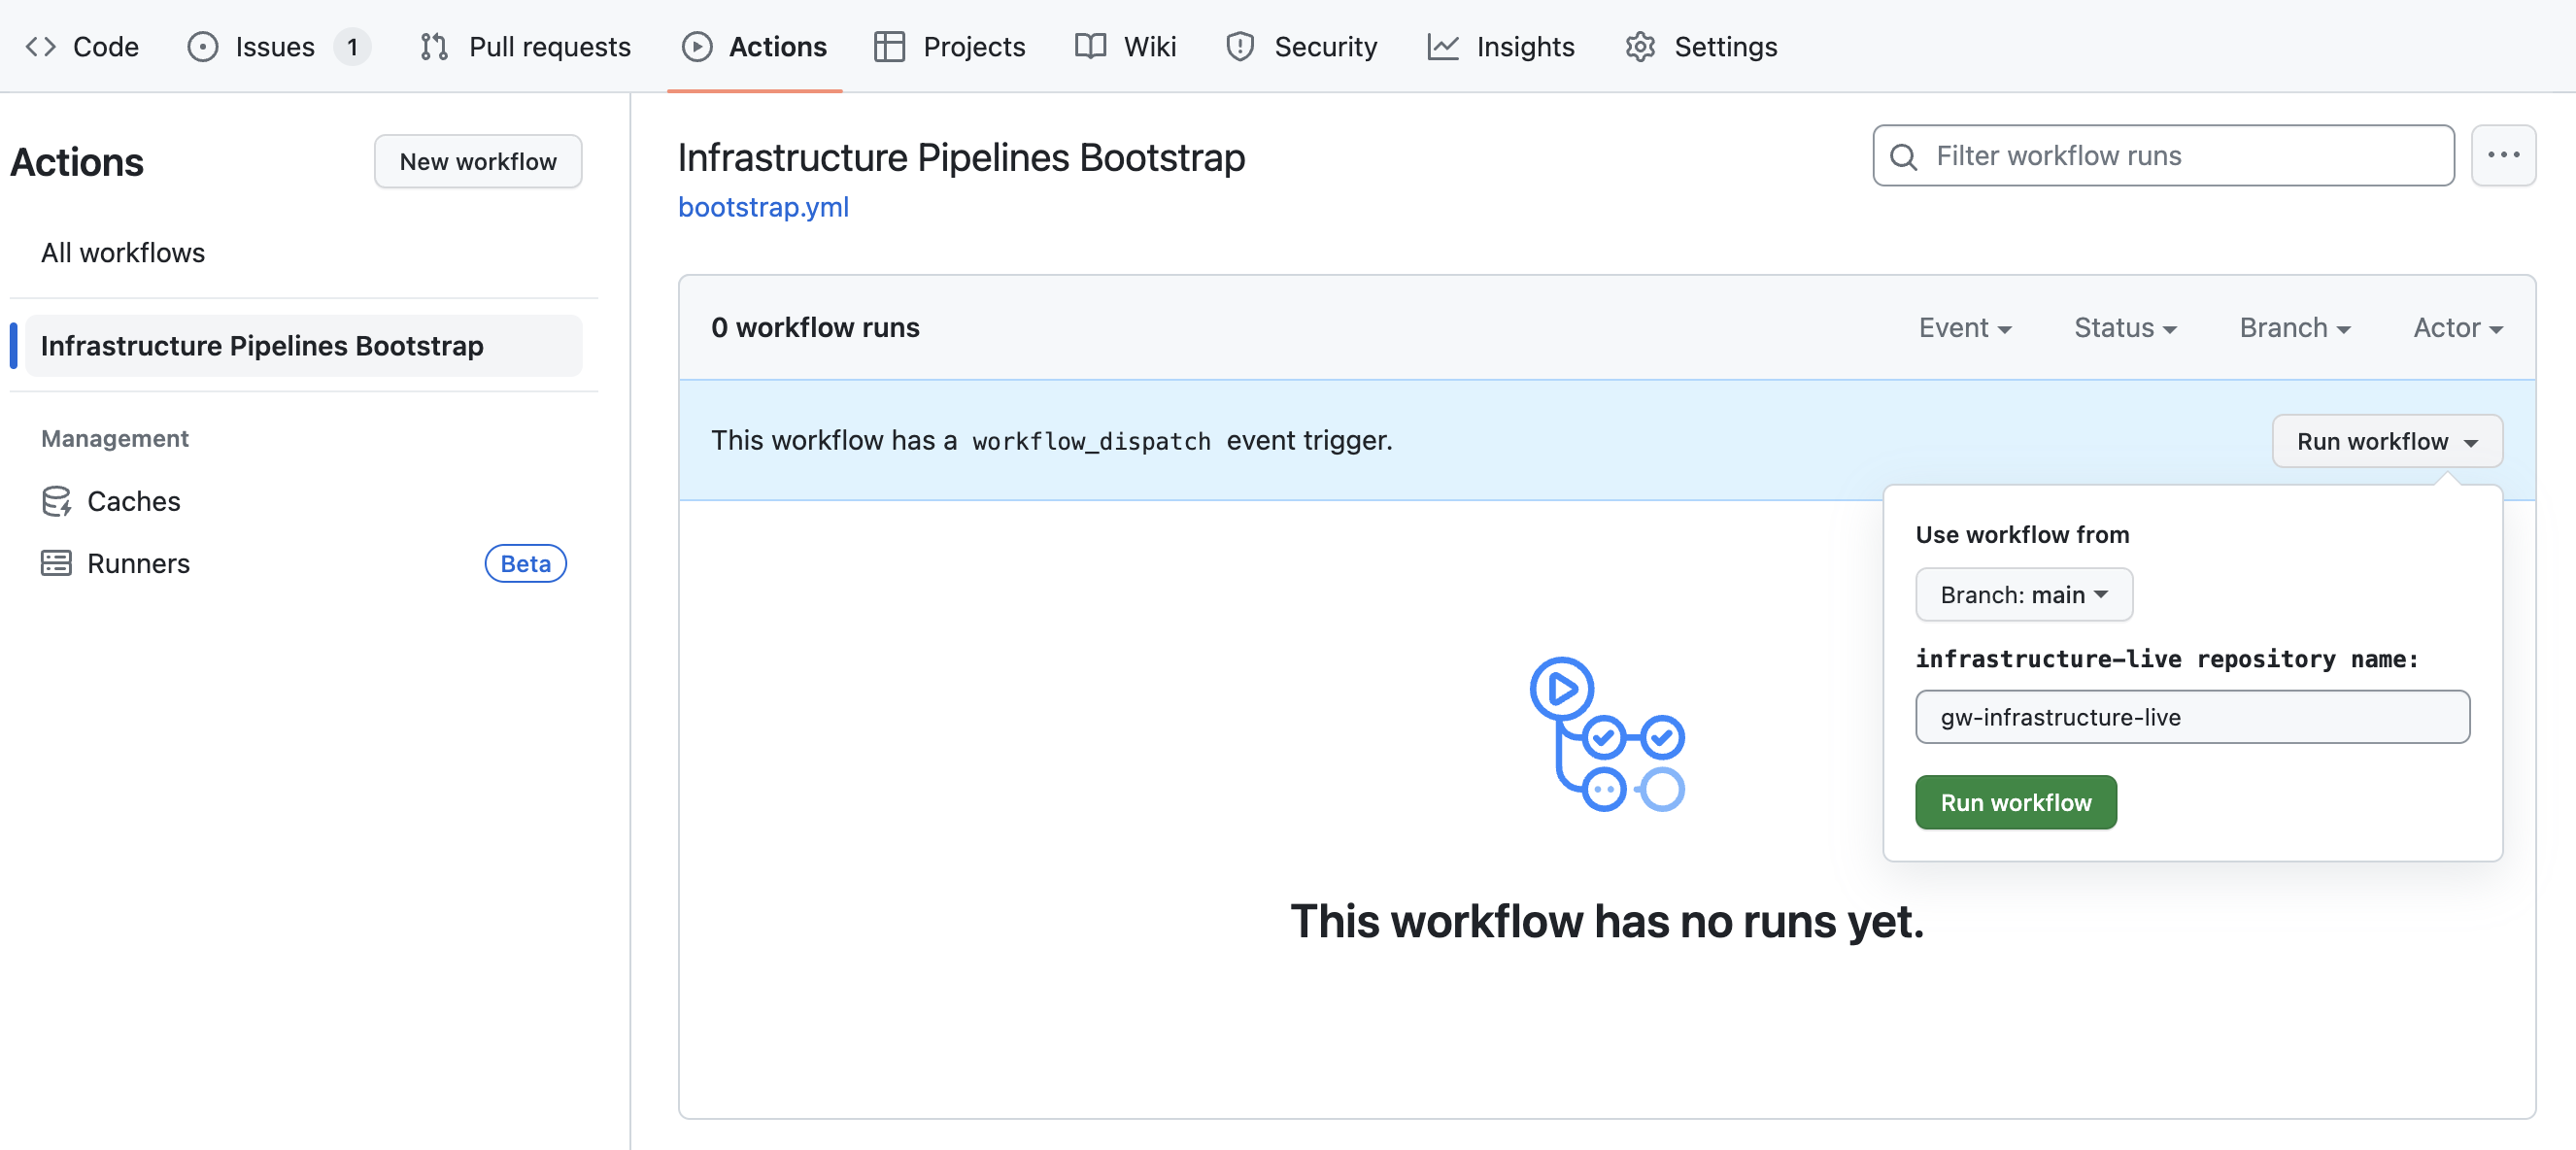 Code Issues 1 Pull requests Actions Projects Wiki Security Insights Settings
Actions
New workflow
All workflows
Infrastructure Pipelines Bootstrap
Management
Caches
Runners Beta
Infrastructure Pipelines Bootstrap
bootstrap.yml
Filter workflow runs
0 workflow runs
Event Status Branch Actor
This workflow has a workflow_dispatch event trigger.
Run workflow
Use workflow from
Branch: main
infrastructure-live repository name:
gw-infrastructure-live
Run workflow
This workflow has no runs yet.